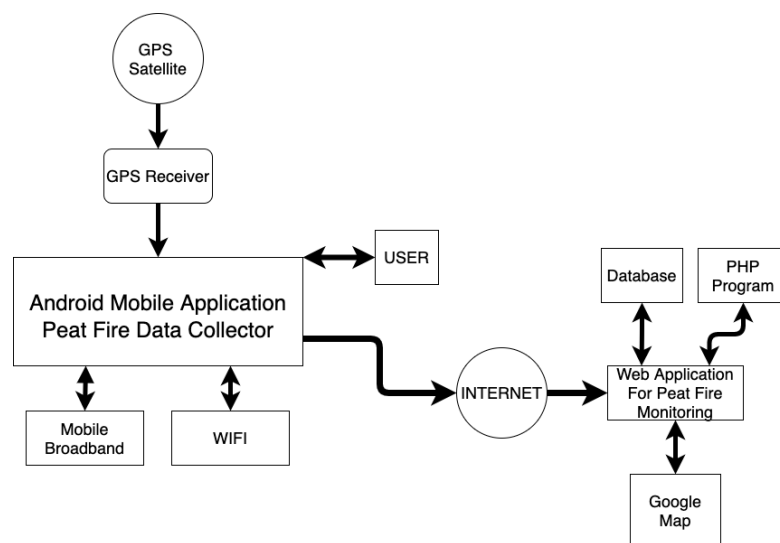 GPS
Satellite
GPS Receiver
USER
Android Mobile Application
Peat Fire Data Collector
Mobile
Broadband
WIFI
INTERNET
Database
PHP
Program
Web Application
For Peat Fire
Monitoring
Google
Map